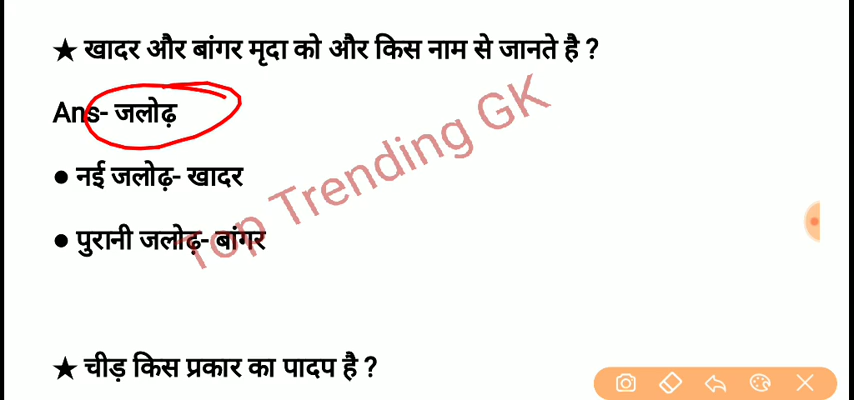 ★ खादर और बांगर मृदा को और किस नाम से जानते है ?
Ans- जलोढ़
● नई जलोढ़- खादर
● पुरानी जलोढ़- बांगर
Top Trending GK
★ चीड़ किस प्रकार का पादप है ?